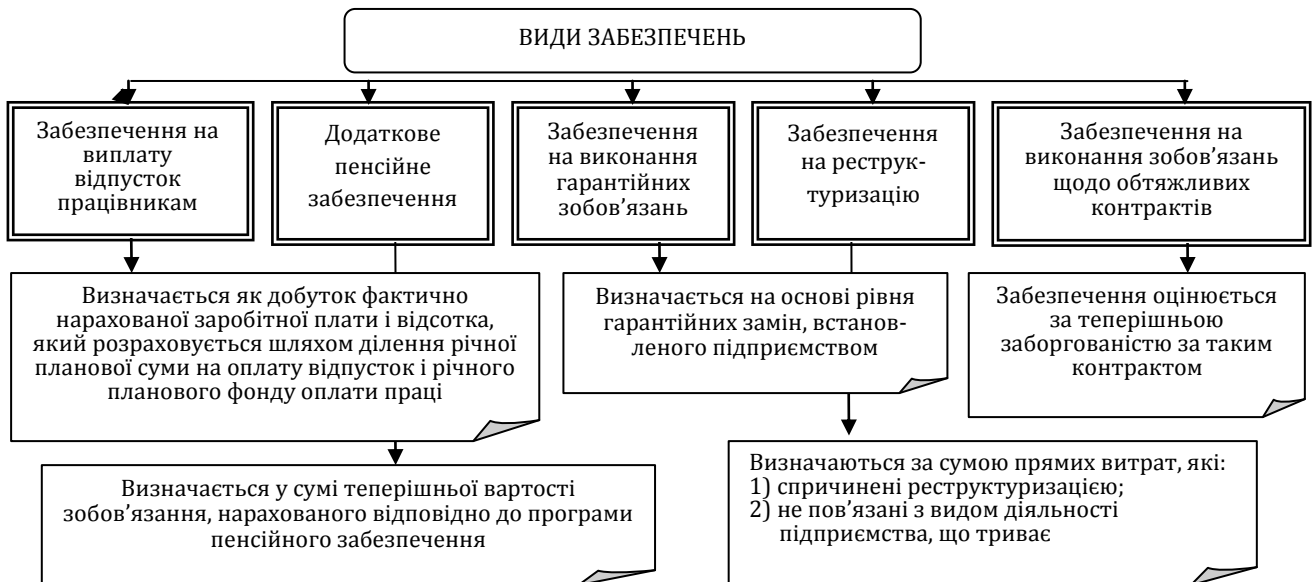 ВИДИ ЗАБЕЗПЕЧЕНЬ
Забезпечення на
виплату
відпусток
працівникам
Додаткове
пенсійне
забезпечення
Забезпечення
на виконання
гарантійних
зобов’язань
Забезпечення
на реструк-
туризацію
Забезпечення на
виконання зобов’язань
щодо обтяжливих
контрактів
Визначається як добуток фактично
нарахованої заробітної плати і відсотка,
який розраховується шляхом ділення річної
планової суми на оплату відпусток і річного
планового фонду оплати праці
Визначається на основі рівня
гарантійних замін, встанов-
леного підприємством
Забезпечення оцінюється
за теперішньою
заборгованістю за таким
контрактом
Визначається у сумі теперішньої вартості
зобов’язання, нарахованого відповідно до програми
пенсійного забезпечення
Визначаються за сумою прямих витрат, які:
1) спричинені реструктуризацією;
2) не пов’язані з видом діяльності
підприємства, що триває